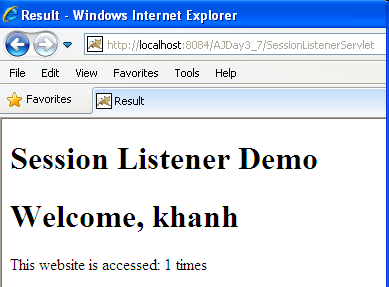 Result - Windows Internet Explorer
http://localhost:8084/AJDay3_7/SessionListenerServlet
File Edit View Favorites Tools Help
Favorites Result
Session Listener Demo
Welcome, khanh
This website is accessed: 1 times